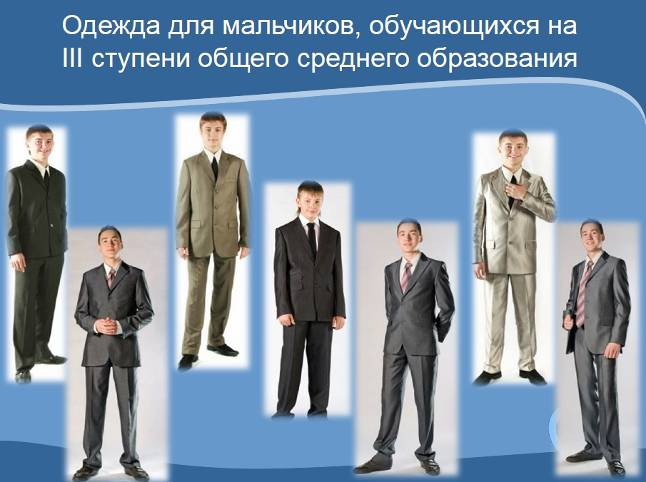 Одежда для мальчиков, обучающихся на
III ступени общего среднего образования